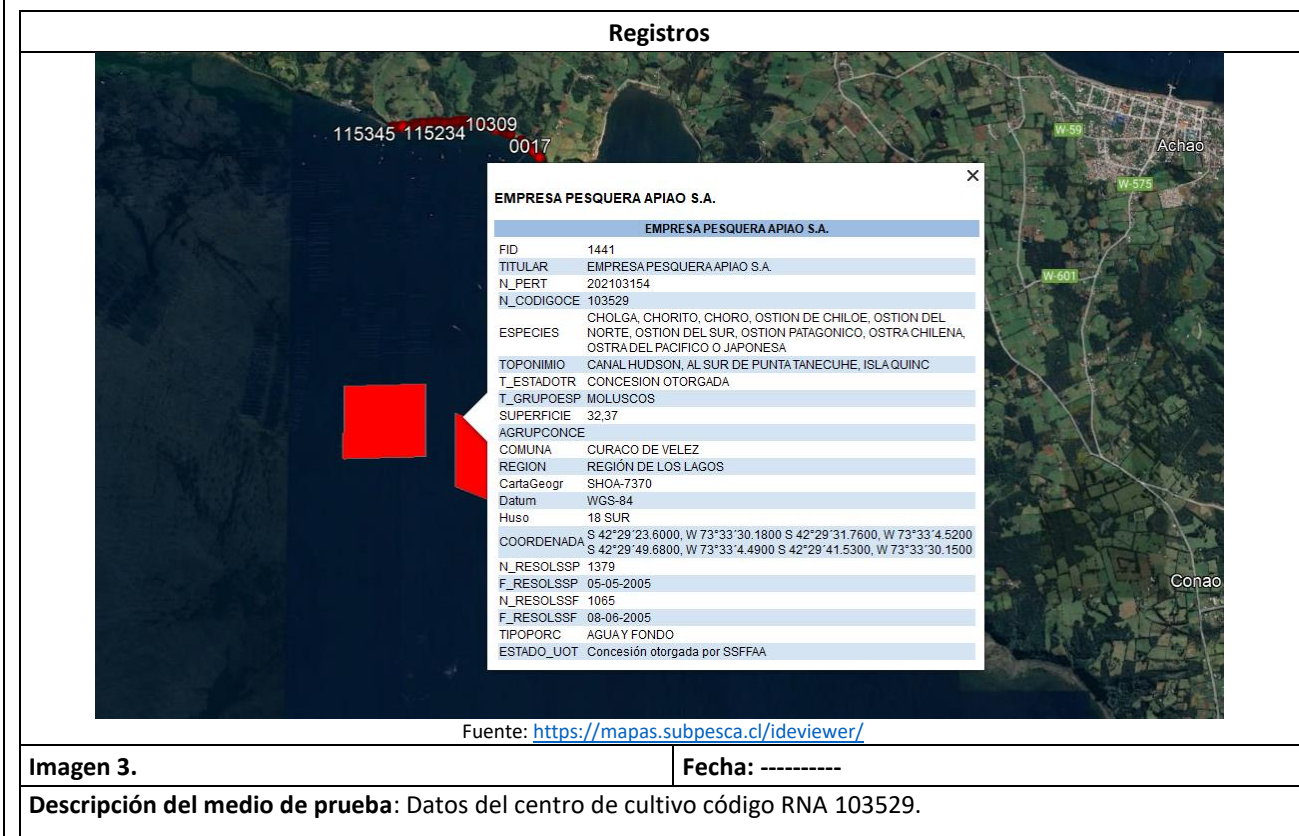 Registros
115345 115234 10309
0017
W-59
Achao
W-575
W-601
Conao
EMPRESA PESQUERA APIAO S.A.
EMPRESA PESQUERA APIAO S.A.
FID 1441
TITULAR EMPRESA PESQUERA APIAO S.A.
N_PERT 202103154
N_CODIGOCE 103529
ESPECIES CHOLGA, CHORITO, CHORO, OSTION DE CHILOE, OSTION DEL
NORTE, OSTION DEL SUR, OSTION PATAGONICO, OSTRA CHILENA,
OSTRA DEL PACIFICO O JAPONESA
TOPONIMIO CANAL HUDSON, AL SUR DE PUNTA TANECUHE, ISLA QUINC
T_ESTADOTR CONCESION OTORGADA
T_GRUPOESP MOLUSCOS
SUPERFICIE 32,37
AGRUPCONCE
COMUNA CURACO DE VELEZ
REGION REGIÓN DE LOS LAGOS
CartaGeogr SHOA-7370
Datum WGS-84
Huso 18 SUR
COORDENADA S 42°29´23.6000, W 73°33´30.1800 S 42°29´31.7600, W 73°33´4.5200
S 42°29´49.6800, W 73°33´4.4900 S 42°29´41.5300, W 73°33´30.1500
N_RESOLSSP 1379
F_RESOLSSP 05-05-2005
N_RESOLSSF 1065
F_RESOLSSF 08-06-2005
TIPOPORC AGUA Y FONDO
ESTADO_UOT Concesión otorgada por SSFFAA
Fuente: https://mapas.subpesca.cl/ideviewer/
Imagen 3. Fecha: ----------
Descripción del medio de prueba: Datos del centro de cultivo código RNA 103529.